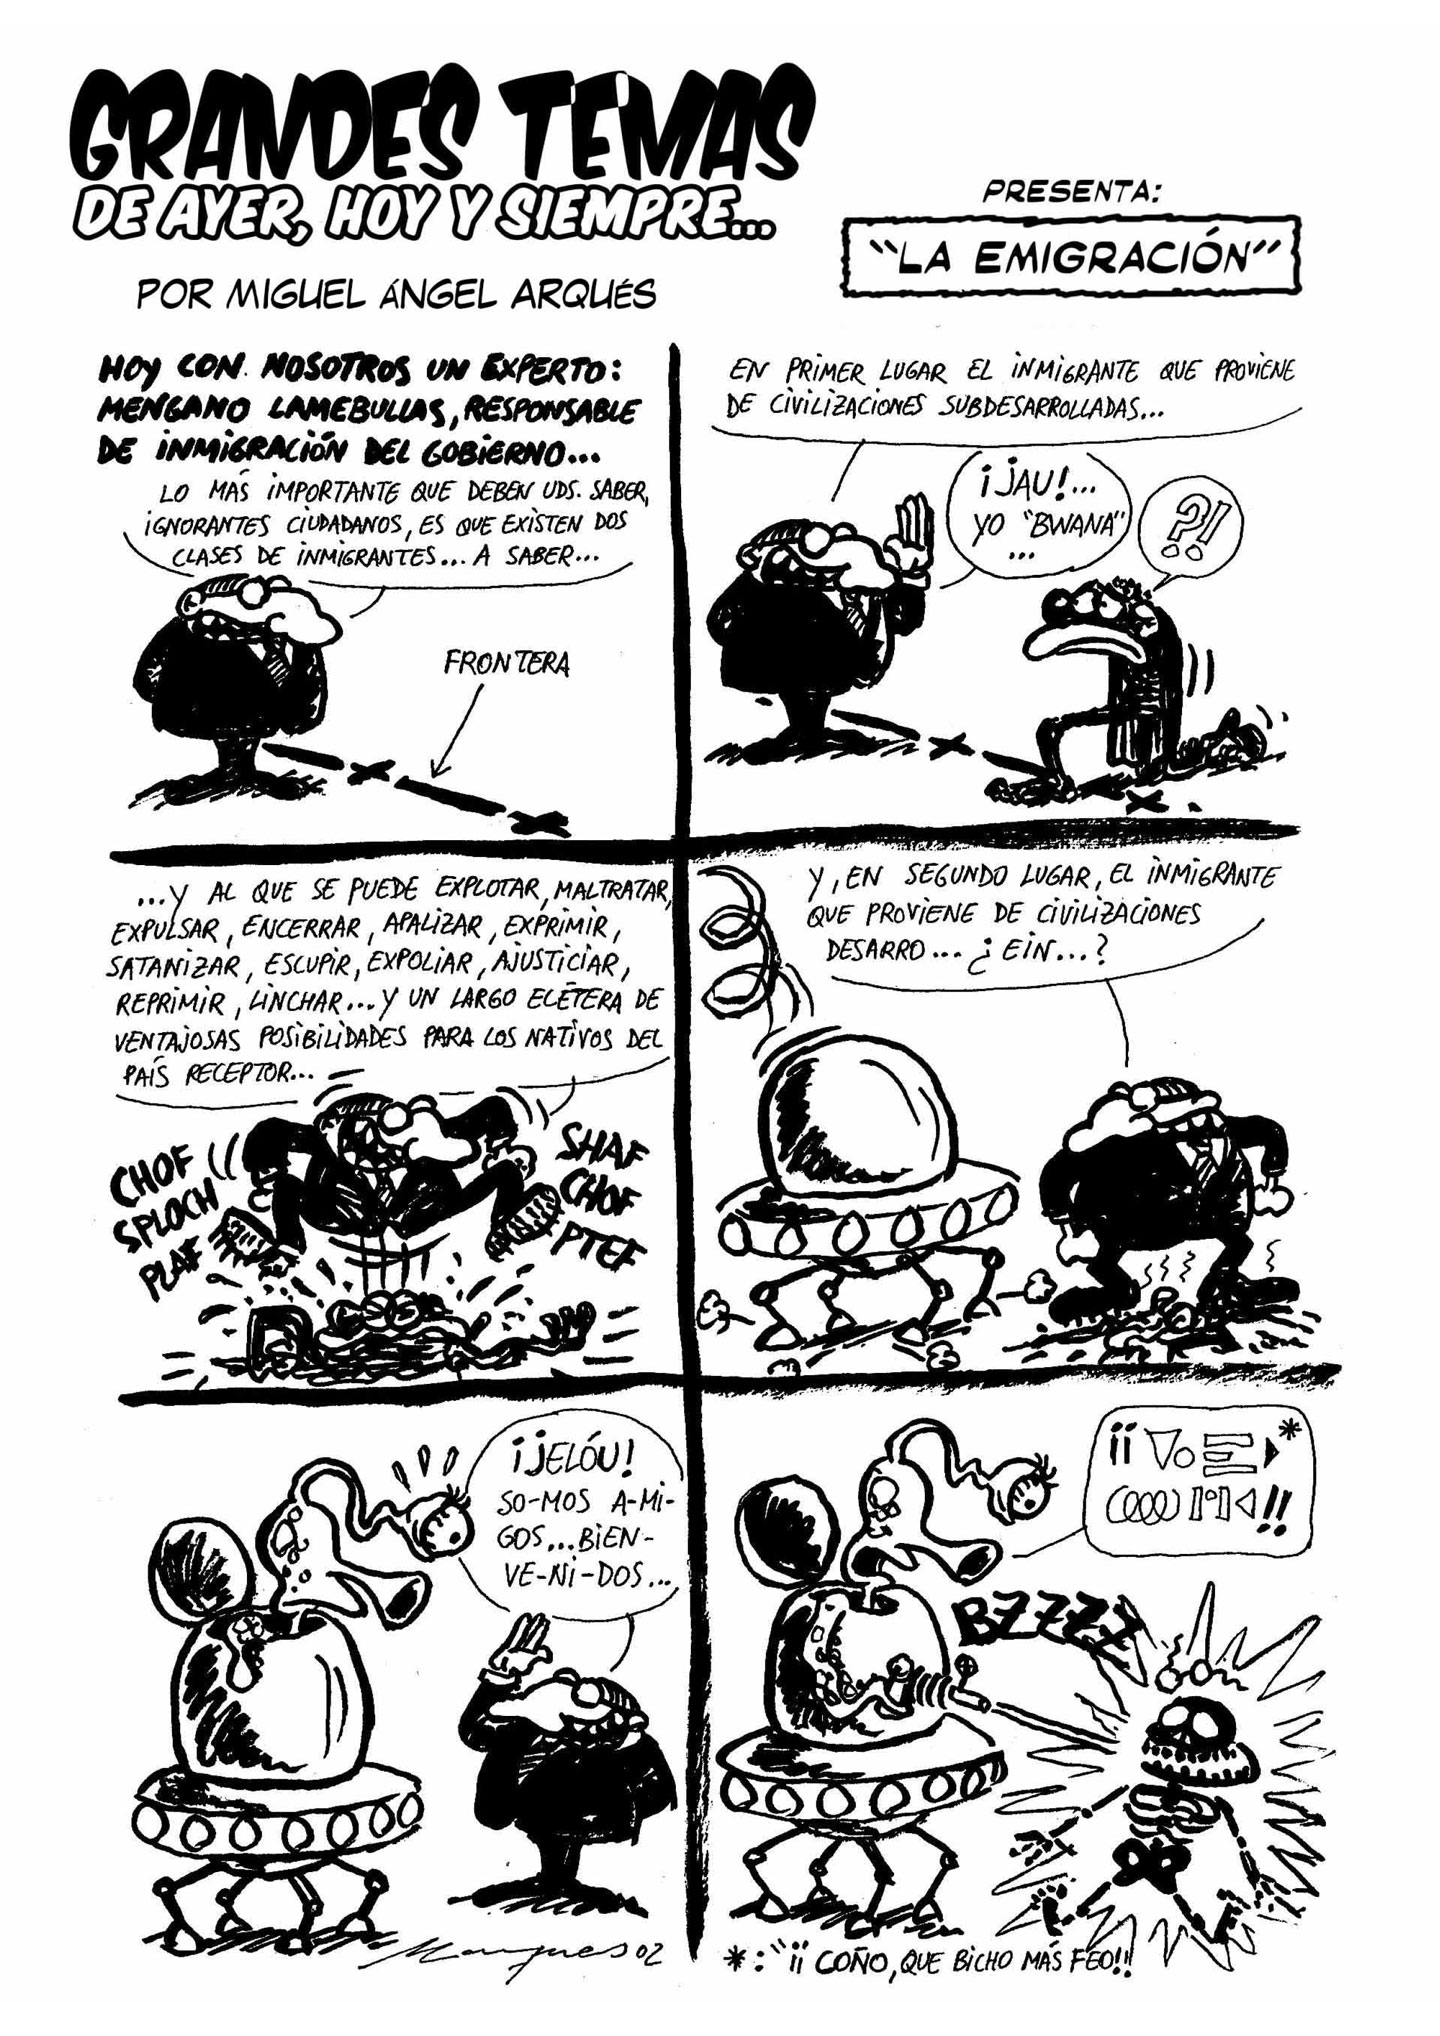 GRANDES TEMAS
DE AYER, HOY Y SIEMPRE...
POR MIGUEL ÁNGEL ARQUÉS
PRESENTA:
"LA EMIGRACIÓN"
HOY CON NOSOTROS UN EXPERTO:
MENGANO LAMEBULLAS, RESPONSABLE
DE INMIGRACIÓN DEL GOBIERNO...
LO MÁS IMPORTANTE QUE DEBEN UDS. SABER,
IGNORANTES CIUDADANOS, ES QUE EXISTEN DOS
CLASES DE INMIGRANTES... A SABER...
FRONTERA
EN PRIMER LUGAR EL INMIGRANTE QUE PROVIENE
DE CIVILIZACIONES SUBDESARROLLADAS...
¡JAU!...
YO "BWANA"
...
?!
...Y AL QUE SE PUEDE EXPLOTAR, MALTRATAR,
EXPULSAR, ENCERRAR, APALIZAR, EXPRIMIR,
SATANIZAR, ESCUPIR, EXPOLIAR, AJUSTICIAR,
REPRIMIR, LINCHAR... Y UN LARGO ECÉTERA DE
VENTAJOSAS POSIBILIDADES PARA LOS NATIVOS DEL
PAÍS RECEPTOR...
CHOF
SPLOCH
PLAF
SHAF
CHOF
PTEF
Y, EN SEGUNDO LUGAR, EL INMIGRANTE
QUE PROVIENE DE CIVILIZACIONES
DESARRO... ¿EIN...?
¡JELÓU!
SO-MOS A-MI-
GOS... BIEN-
VE-NI-DOS...
BZZZZ
Marques 02
*: "¡¡ COÑO, QUE BICHO MÁS FEO!!